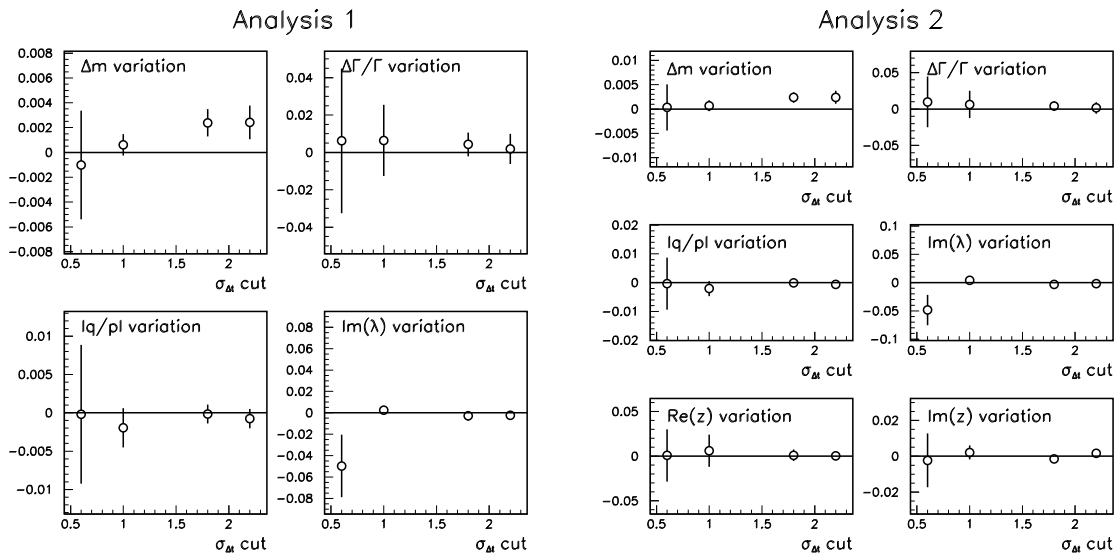 Analysis 1
Δm variation
0.008
0.006
0.004
0.002
0
−0.002
−0.004
−0.006
−0.008
0.5 1 1.5 2
σΔt cut
ΔΓ/Γ variation
0.04
0.02
0
−0.02
−0.04
0.5 1 1.5 2
σΔt cut
Iq/pI variation
0.01
0.005
0
−0.005
−0.01
0.5 1 1.5 2
σΔt cut
Im(λ) variation
0.08
0.06
0.04
0.02
0
−0.02
−0.04
−0.06
−0.08
0.5 1 1.5 2
σΔt cut
Analysis 2
Δm variation
0.01
0.005
0
−0.005
−0.01
0.5 1 1.5 2
σΔt cut
ΔΓ/Γ variation
0.05
0
−0.05
0.5 1 1.5 2
σΔt cut
Iq/pI variation
0.02
0.01
0
−0.01
−0.02
0.5 1 1.5 2
σΔt cut
Im(λ) variation
0.1
0.05
0
−0.05
−0.1
0.5 1 1.5 2
σΔt cut
Re(z) variation
0.05
0
−0.05
0.5 1 1.5 2
σΔt cut
Im(z) variation
0.02
0
−0.02
0.5 1 1.5 2
σΔt cut